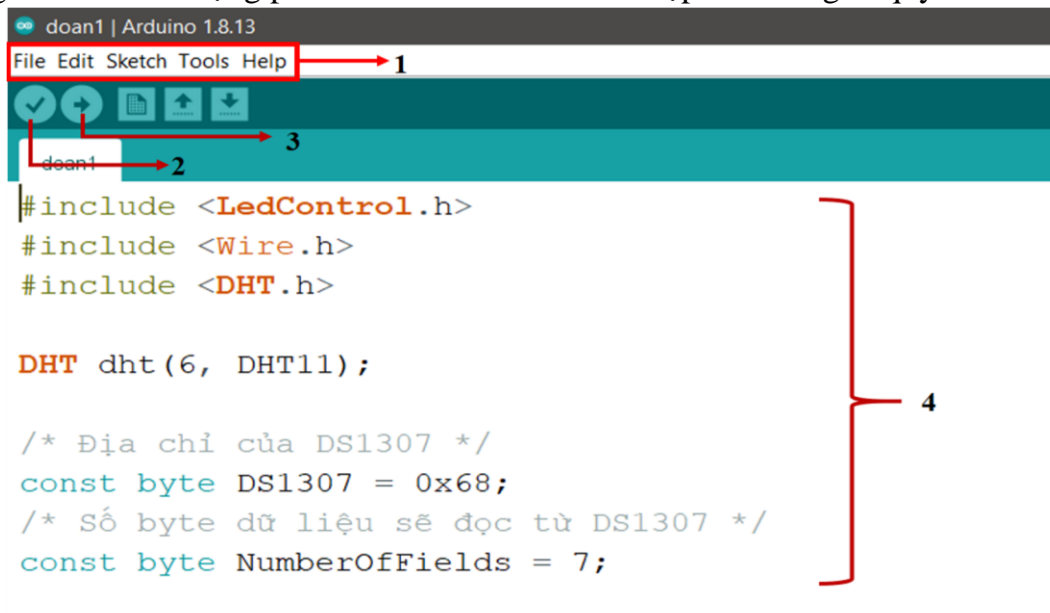 doan1 | Arduino 1.8.13
File Edit Sketch Tools Help
1
3
doan1
2
#include <LedControl.h>
#include <Wire.h>
#include <DHT.h>
DHT dht(6, DHT11);
4
/* Địa chỉ của DS1307 */
const byte DS1307 = 0x68;
/* Số byte dữ liệu sẽ đọc từ DS1307 */
const byte NumberOfFields = 7;